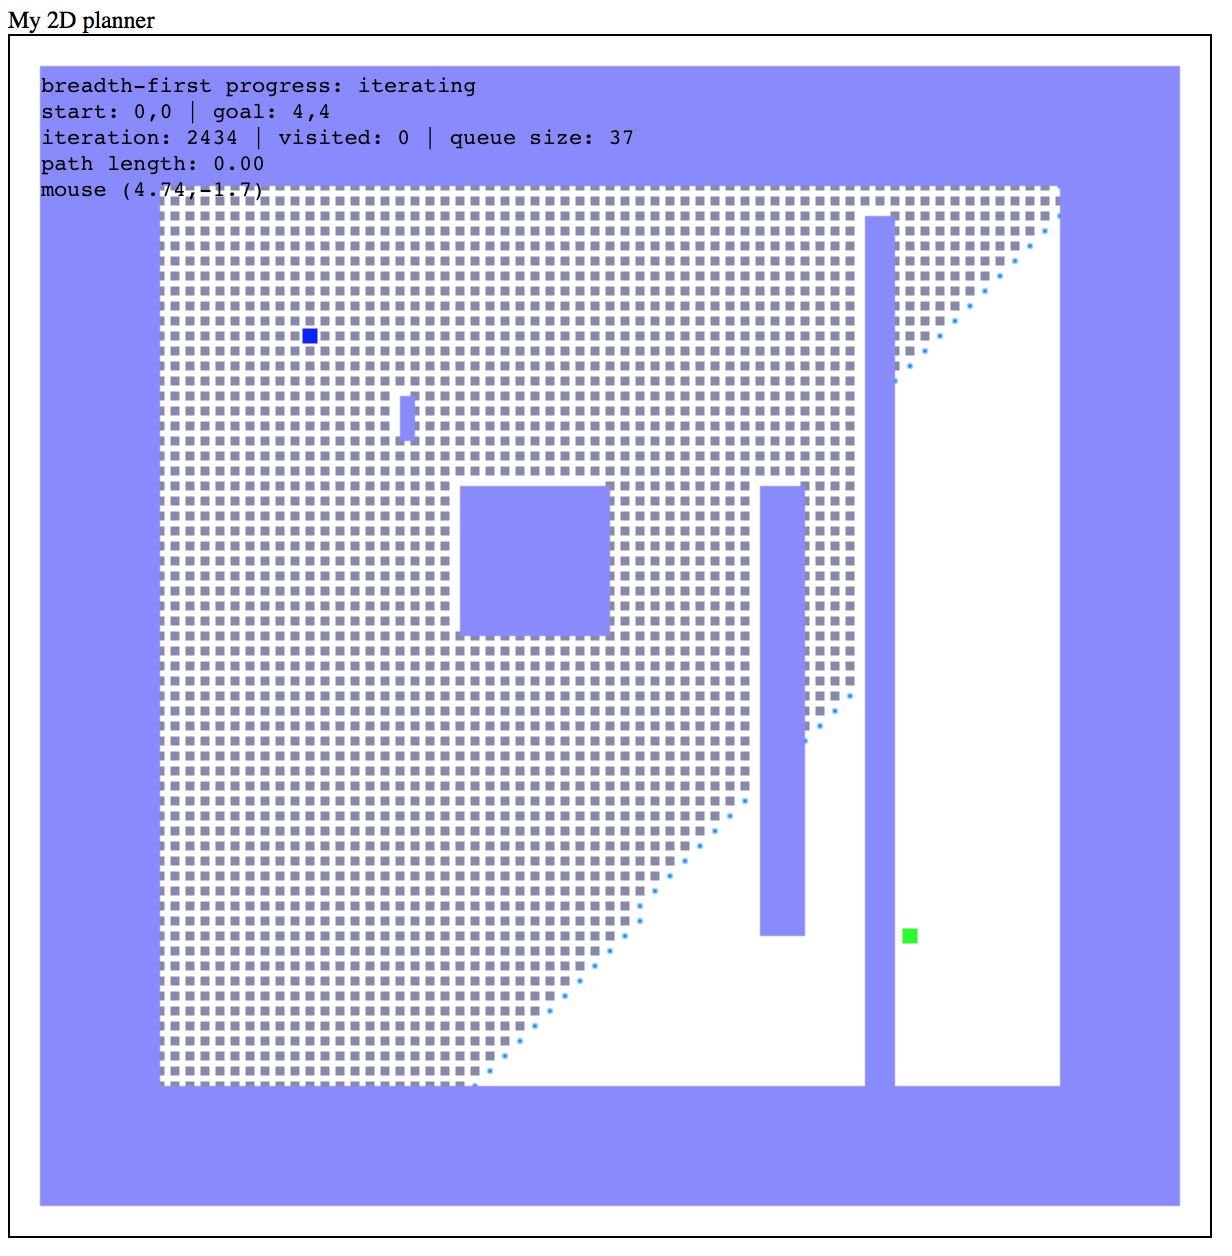 My 2D planner
breadth-first progress: iterating
start: 0,0 | goal: 4,4
iteration: 2434 | visited: 0 | queue size: 37
path length: 0.00
mouse (4.74,-1.7)